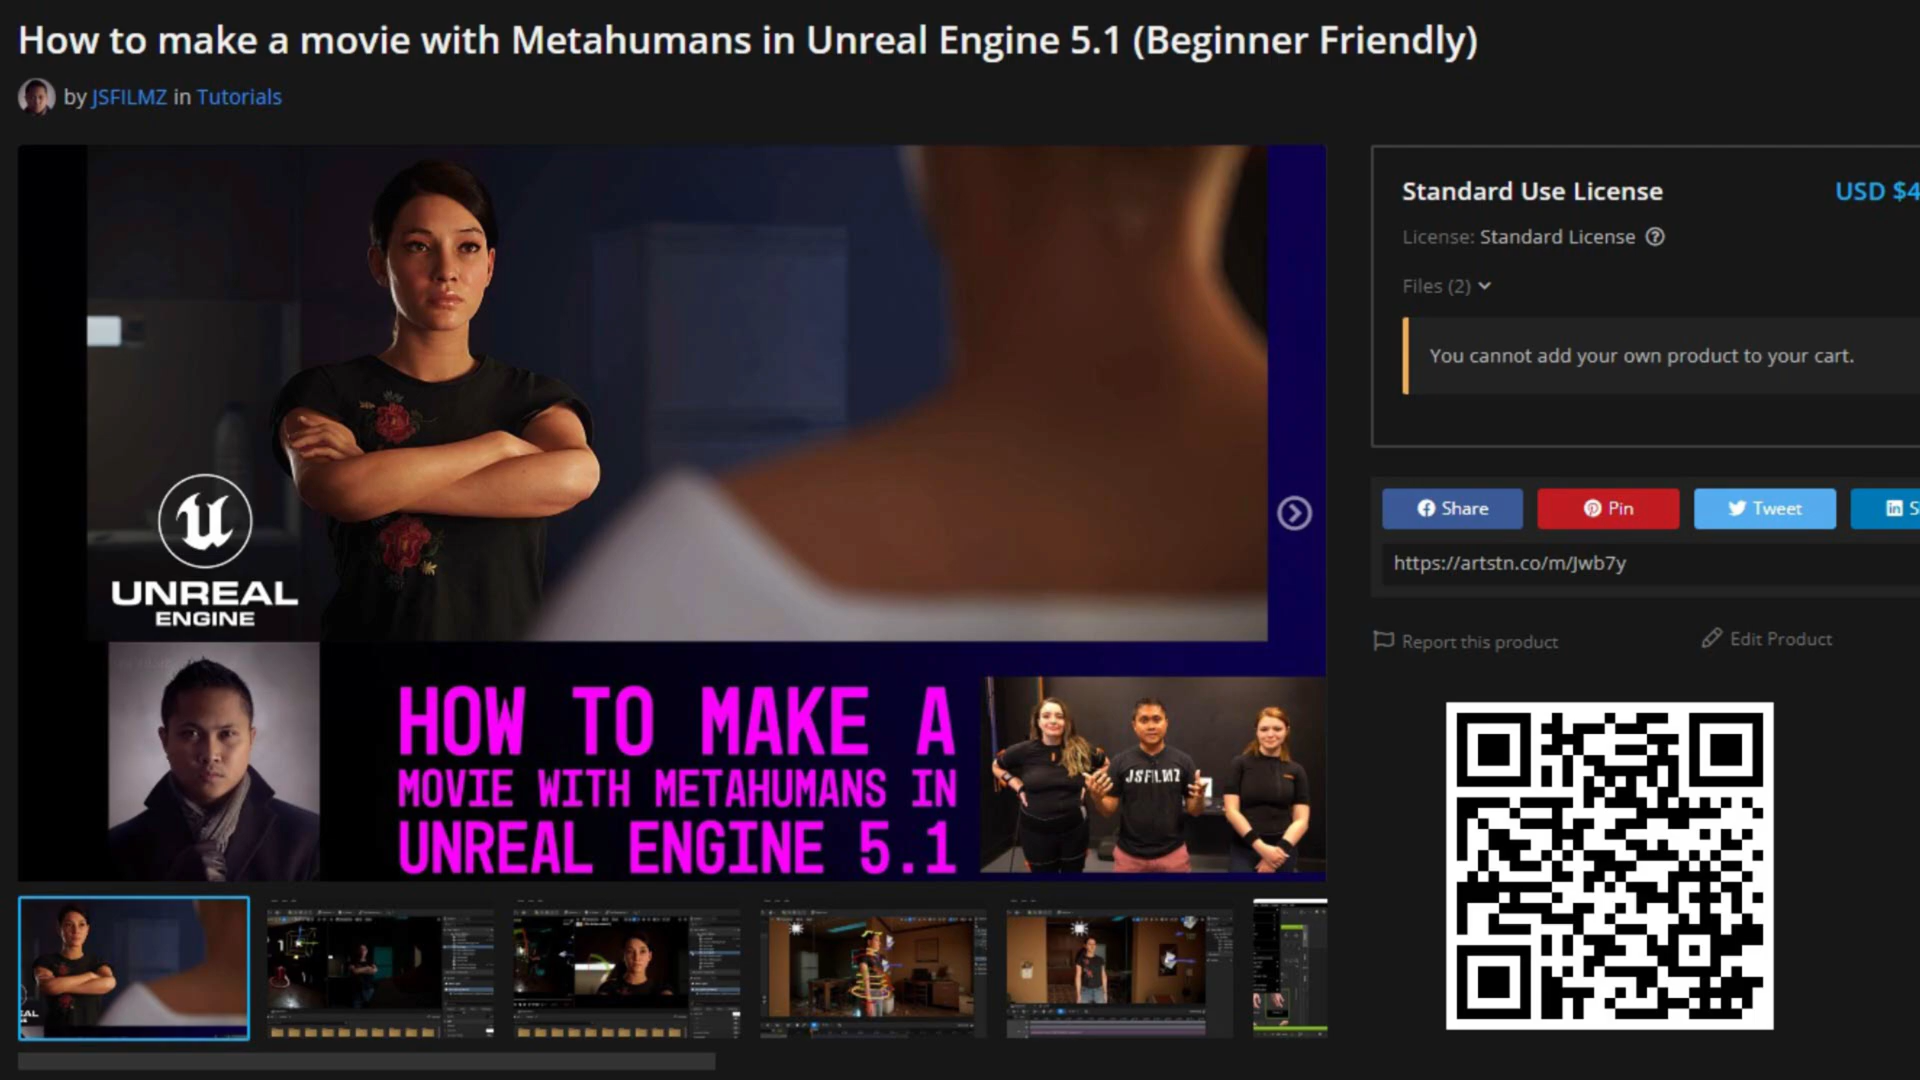 How to make a movie with Metahumans in Unreal Engine 5.1 (Beginner Friendly)
by JSFILMZ in Tutorials
Standard Use License
USD $4
License: Standard License
Files (2)
You cannot add your own product to your cart.
UNREAL
ENGINE
Share
Pin
Tweet
in S
https://artstn.co/m/Jwb7y
Report this product
Edit Product
HOW TO MAKE A
MOVIE WITH METAHUMANS IN
UNREAL ENGINE 5.1
JSFILMZ